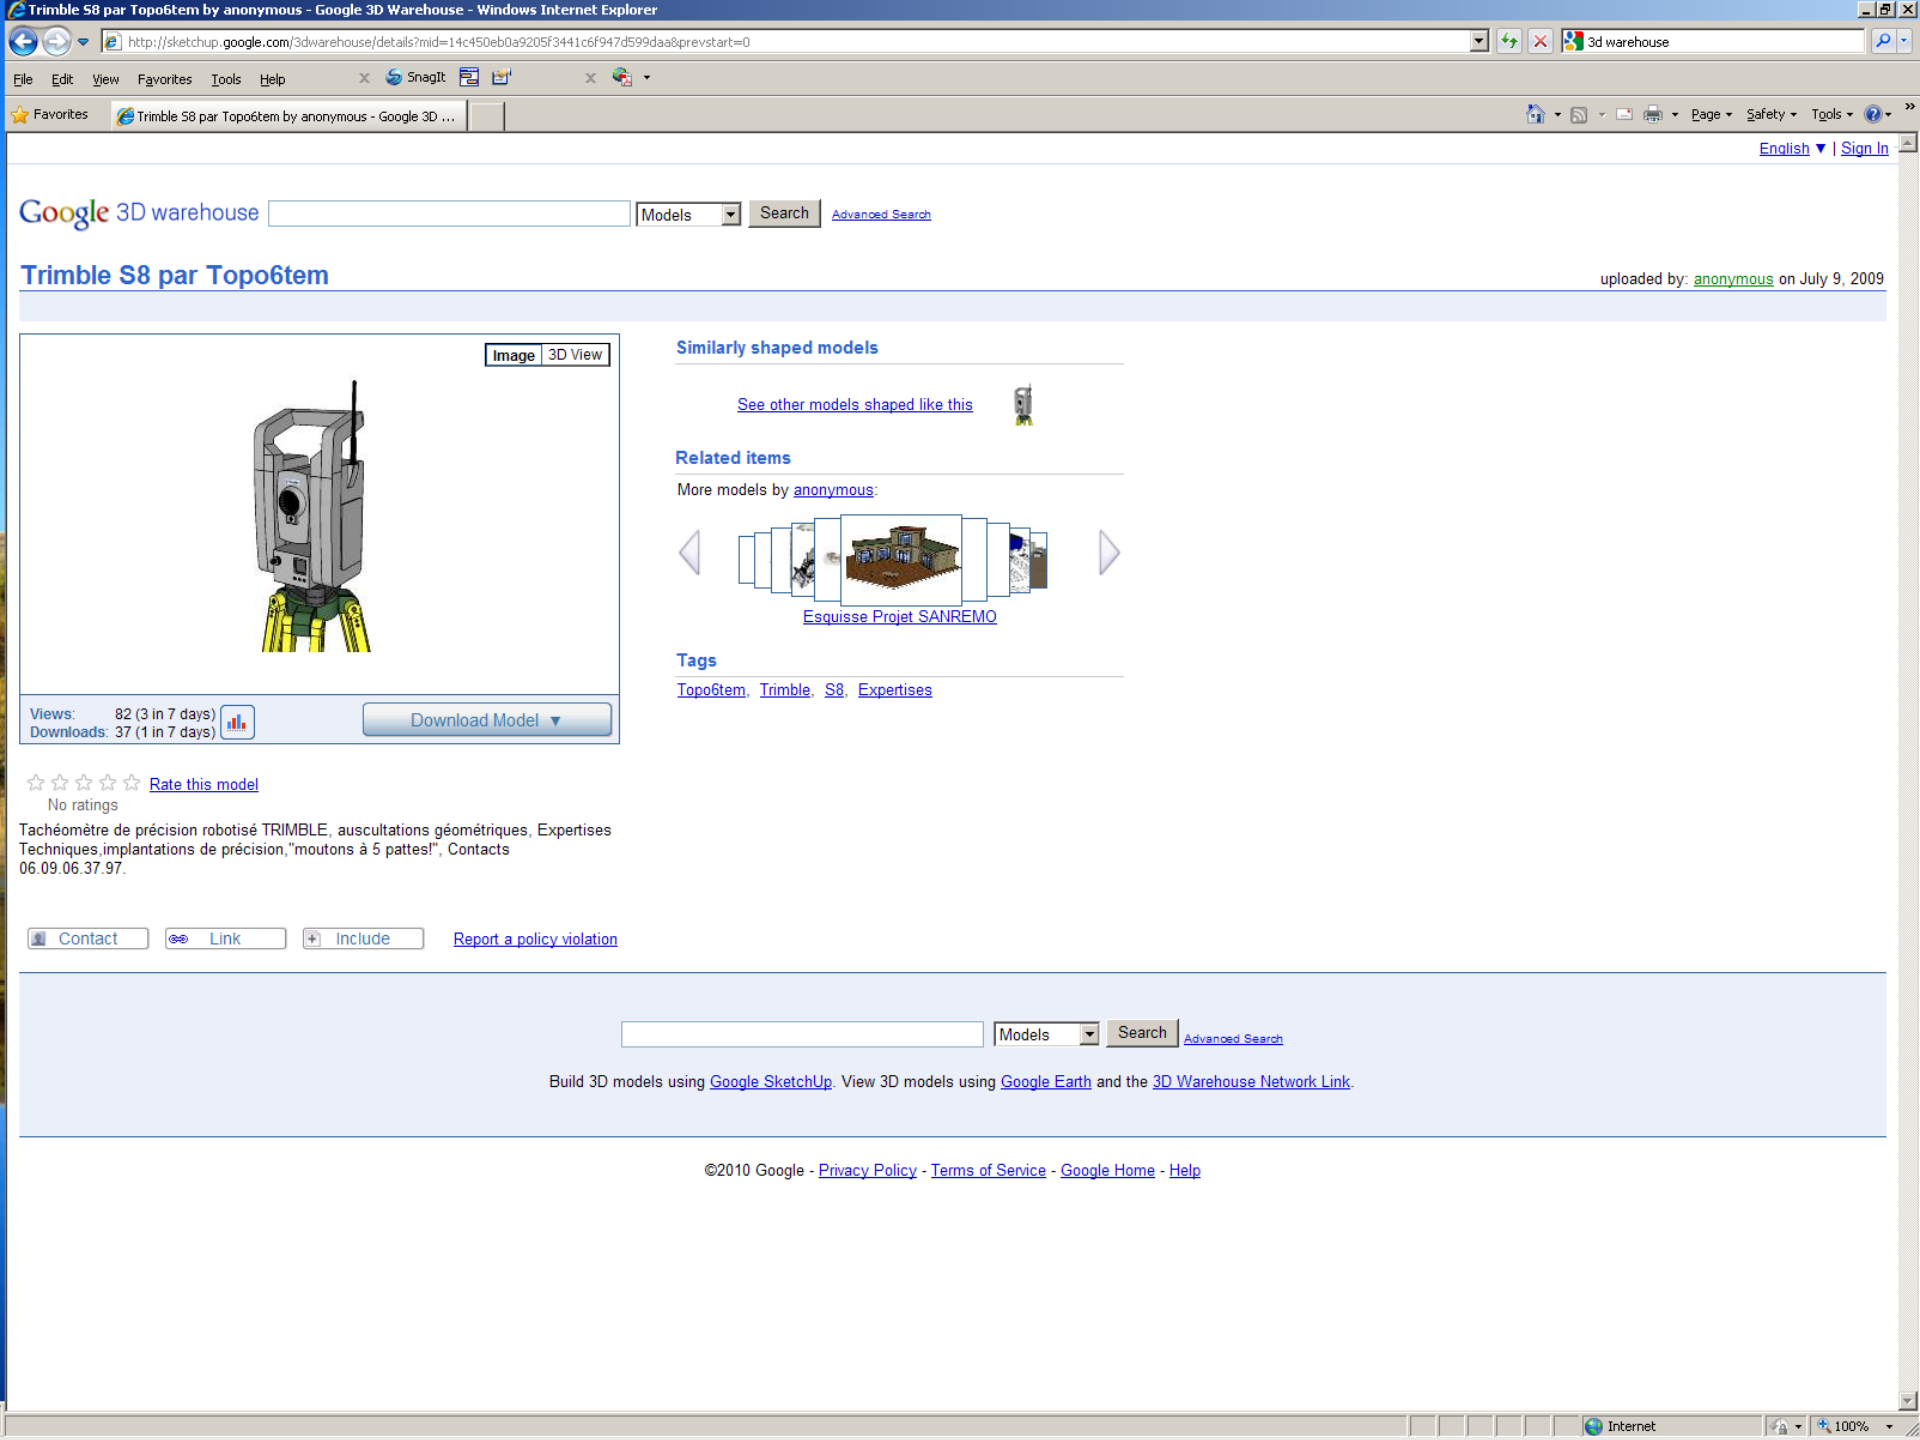 Trimble S8 par Topo6tem by anonymous - Google 3D Warehouse - Windows Internet Explorer
http://sketchup.google.com/3dwarehouse/details?mid=14c450eb0a9205f3441c6f947d599daa&prevstart=0
3d warehouse
File Edit View Favorites Tools Help x SnagIt x
Favorites Trimble S8 par Topo6tem by anonymous - Google 3D ... Page Safety Tools
English ▼ | Sign In
Google 3D warehouse Models Search Advanced Search
Trimble S8 par Topo6tem
uploaded by: anonymous on July 9, 2009
Image 3D View
Views: 82 (3 in 7 days)
Downloads: 37 (1 in 7 days)
Download Model ▼
Rate this model
No ratings
Tachéomètre de précision robotisé TRIMBLE, auscultations géométriques, Expertises
Techniques,implantations de précision,"moutons à 5 pattes!", Contacts
06.09.06.37.97.
Contact Link Include Report a policy violation
Similarly shaped models
See other models shaped like this
Related items
More models by anonymous:
Esquisse Projet SANREMO
Tags
Topo6tem, Trimble, S8, Expertises
Models Search Advanced Search
Build 3D models using Google SketchUp. View 3D models using Google Earth and the 3D Warehouse Network Link.
©2010 Google - Privacy Policy - Terms of Service - Google Home - Help
Internet 100%